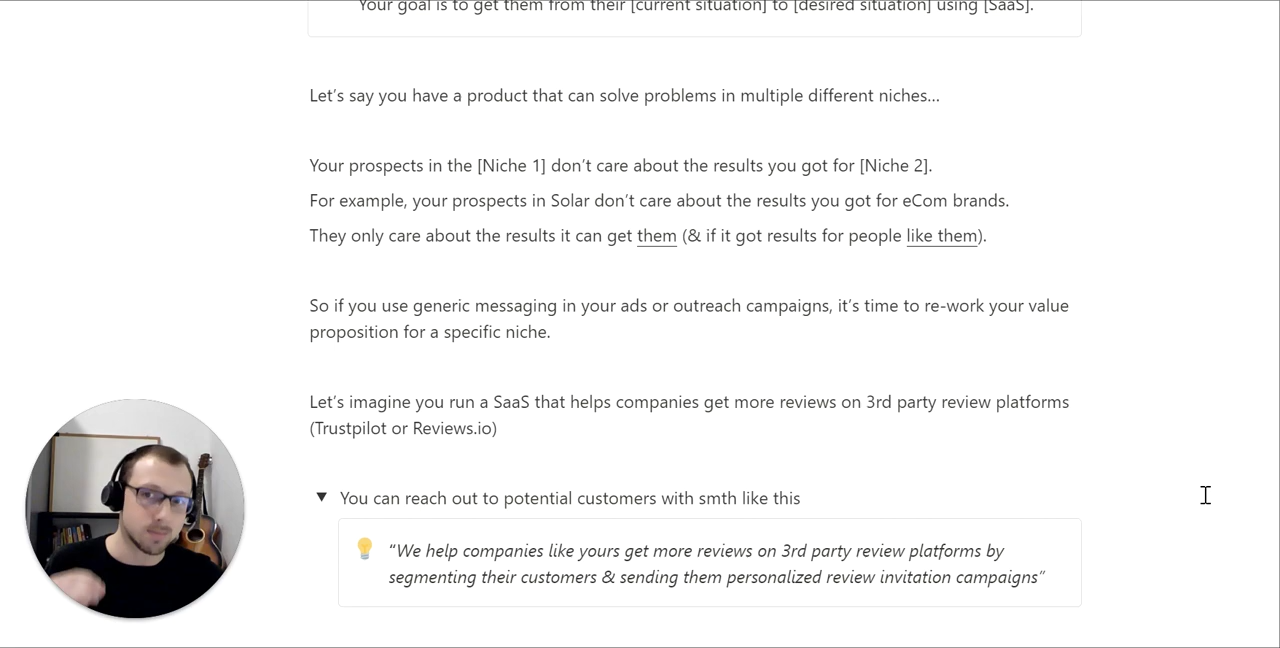 Your goal is to get them from their [current situation] to [desired situation] using [SaaS].
Let’s say you have a product that can solve problems in multiple different niches…
Your prospects in the [Niche 1] don’t care about the results you got for [Niche 2].
For example, your prospects in Solar don’t care about the results you got for eCom brands.
They only care about the results it can get them (& if it got results for people like them).
So if you use generic messaging in your ads or outreach campaigns, it’s time to re-work your value
proposition for a specific niche.
Let’s imagine you run a SaaS that helps companies get more reviews on 3rd party review platforms
(Trustpilot or Reviews.io)
You can reach out to potential customers with smth like this
“We help companies like yours get more reviews on 3rd party review platforms by
segmenting their customers & sending them personalized review invitation campaigns”